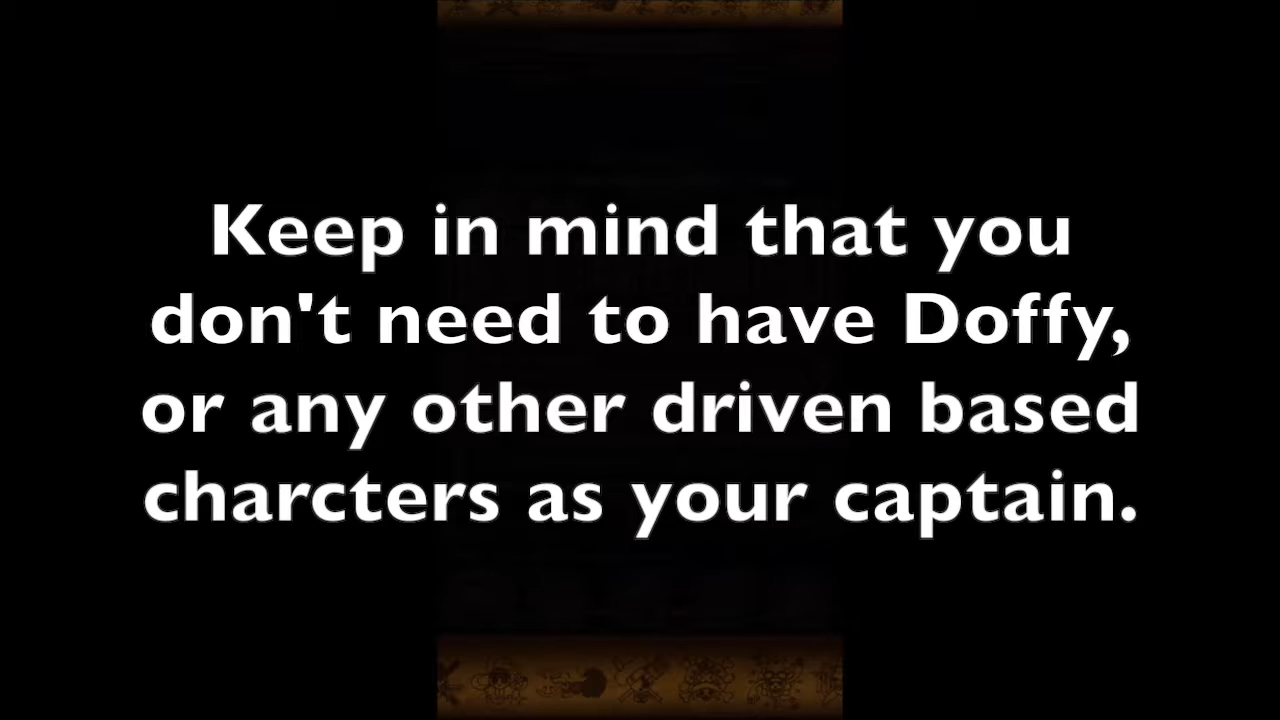 Keep in mind that you
don't need to have Doffy,
or any other driven based
charcters as your captain.